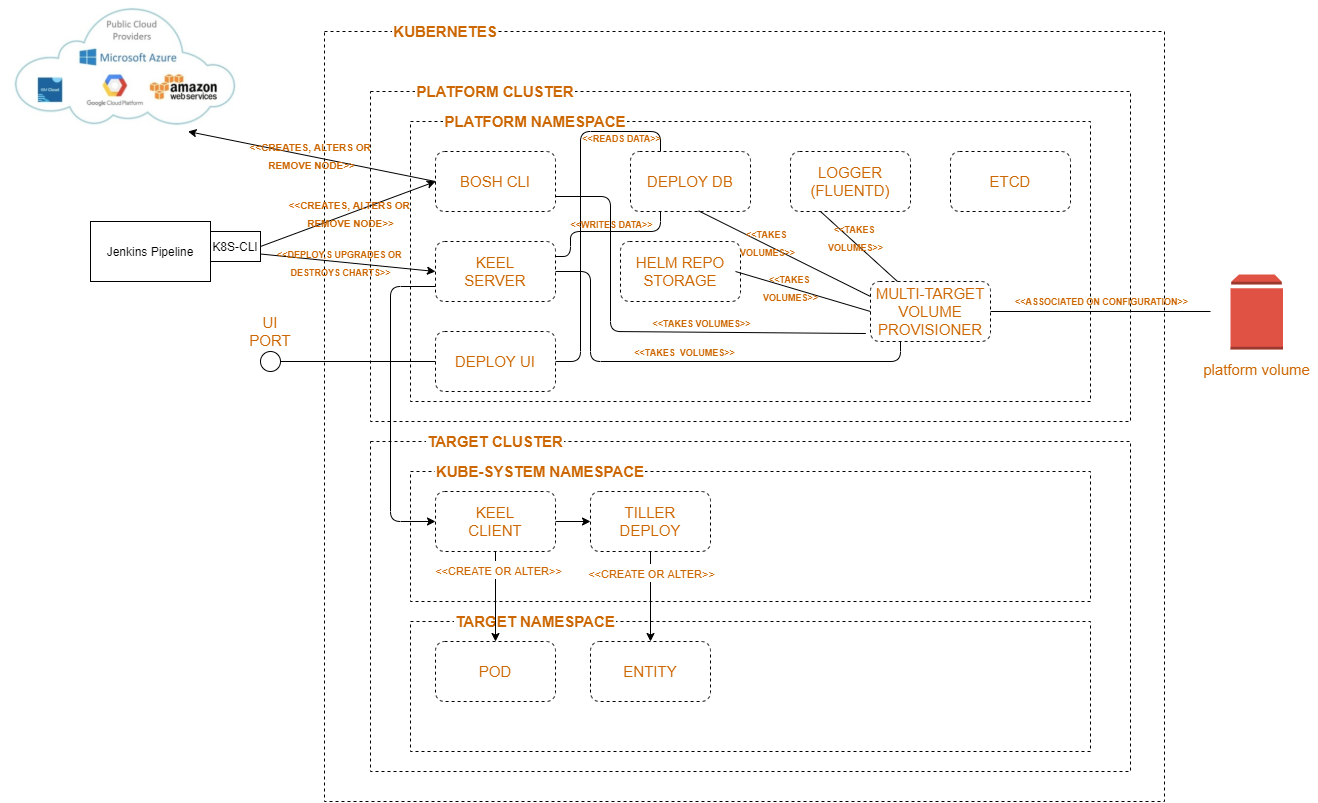 Public Cloud
Providers
Microsoft Azure
Google Cloud Platform
amazon
web services
KUBERNETES
PLATFORM CLUSTER
PLATFORM NAMESPACE
<<READS DATA>>
<<CREATES, ALTERS OR
REMOVE NODE>>
BOSH CLI
DEPLOY DB
LOGGER
(FLUENTD)
ETCD
<<CREATES, ALTERS OR
REMOVE NODE>>
<<WRITES DATA>>
<<TAKES
VOLUMES>>
<<TAKES
VOLUMES>>
Jenkins Pipeline
K8S-CLI
<<DEPLOY,S UPGRADES OR
DESTROYS CHARTS>>
KEEL
SERVER
HELM REPO
STORAGE
<<TAKES
VOLUMES>>
MULTI-TARGET
VOLUME
PROVISIONER
<<ASSOCIATED ON CONFIGURATION>>
<<TAKES VOLUMES>>
UI
PORT
DEPLOY UI
<<TAKES VOLUMES>>
platform volume
TARGET CLUSTER
KUBE-SYSTEM NAMESPACE
KEEL
CLIENT
TILLER
DEPLOY
<<CREATE OR ALTER>>
<<CREATE OR ALTER>>
TARGET NAMESPACE
POD
ENTITY